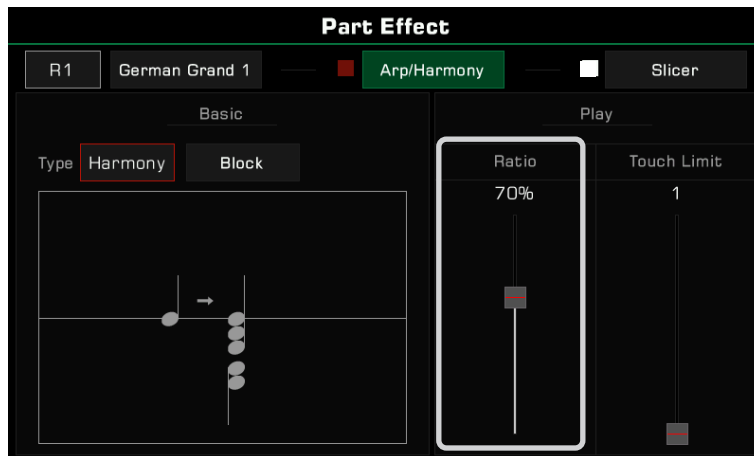 Part Effect
R1 German Grand 1 Arp/Harmony Slicer
Basic
Play
Type Harmony Block
Ratio Touch Limit
70% 1